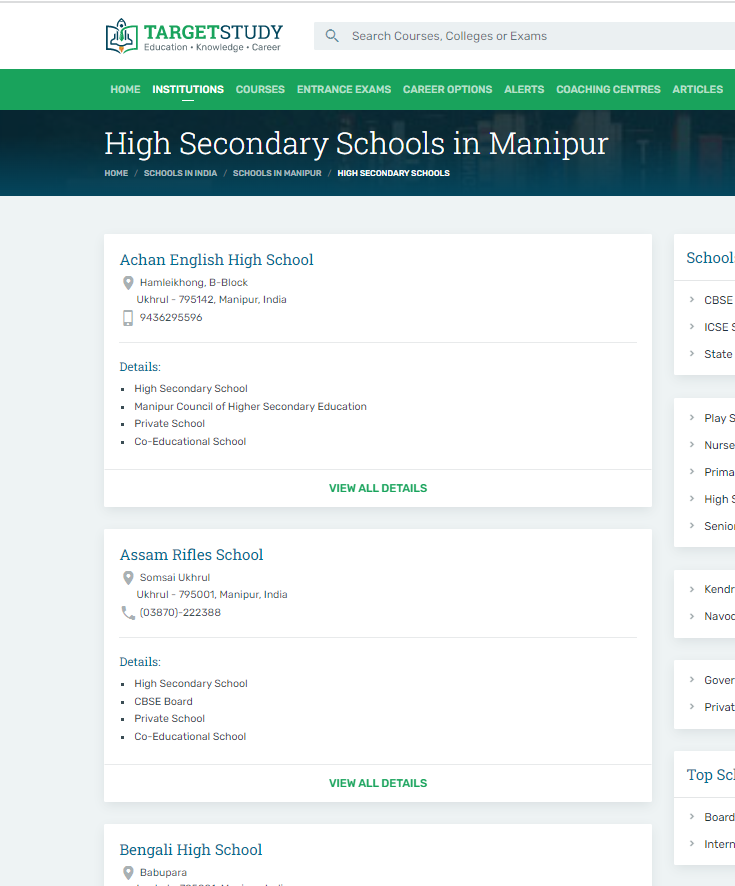 TARGETSTUDY
Education • Knowledge • Career
Search Courses, Colleges or Exams
HOME INSTITUTIONS COURSES ENTRANCE EXAMS CAREER OPTIONS ALERTS COACHING CENTRES ARTICLES
High Secondary Schools in Manipur
HOME / SCHOOLS IN INDIA / SCHOOLS IN MANIPUR / HIGH SECONDARY SCHOOLS
Achan English High School
Hamleikhong, B-Block
Ukhrul - 795142, Manipur, India
9436295596
Details:
High Secondary School
Manipur Council of Higher Secondary Education
Private School
Co-Educational School
VIEW ALL DETAILS
Assam Rifles School
Somsai Ukhrul
Ukhrul - 795001, Manipur, India
(03870)-222388
Details:
High Secondary School
CBSE Board
Private School
Co-Educational School
VIEW ALL DETAILS
Bengali High School
Babupara
School
CBSE
ICSE S
State
Play S
Nurse
Prima
High S
Senio
Kendr
Navod
Gover
Privat
Top Sc
Board
Intern